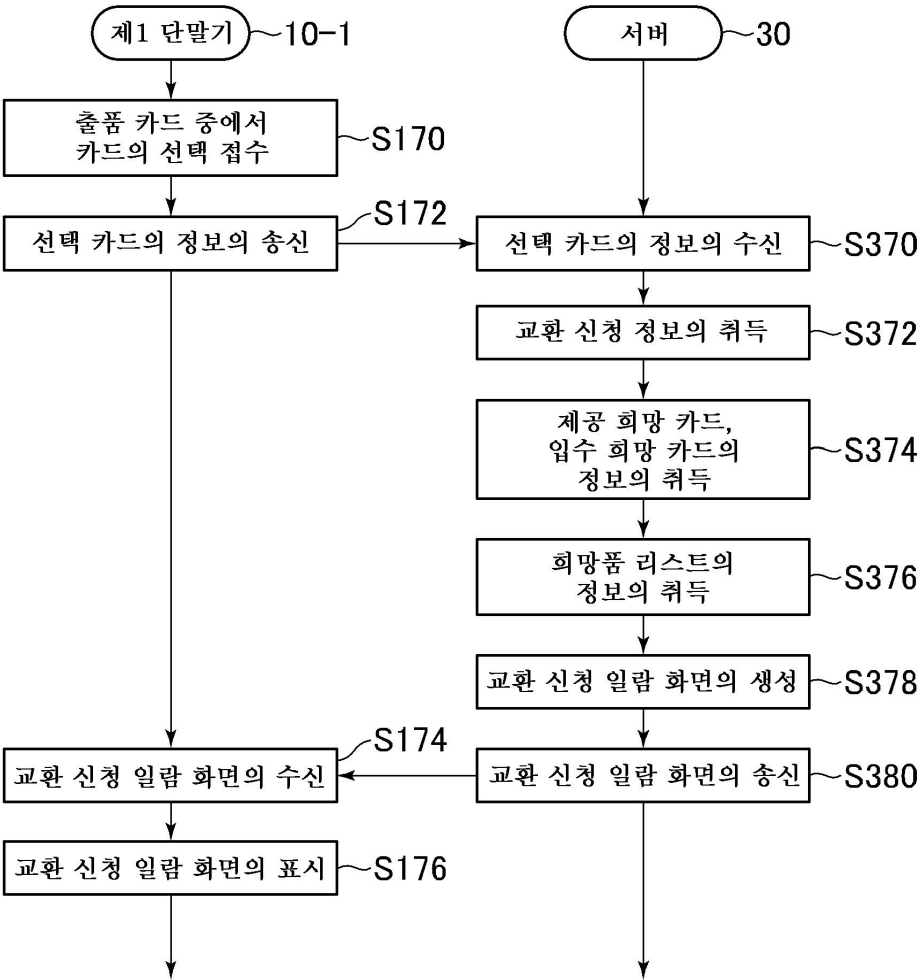 제1 단말기
10-1
서버
30
출품 카드 중에서
카드의 선택 접수
S170
선택 카드의 정보의 송신
S172
선택 카드의 정보의 수신
S370
교환 신청 정보의 취득
S372
제공 희망 카드,
입수 희망 카드의
정보의 취득
S374
희망품 리스트의
정보의 취득
S376
교환 신청 일람 화면의 생성
S378
교환 신청 일람 화면의 수신
S174
교환 신청 일람 화면의 송신
S380
교환 신청 일람 화면의 표시
S176